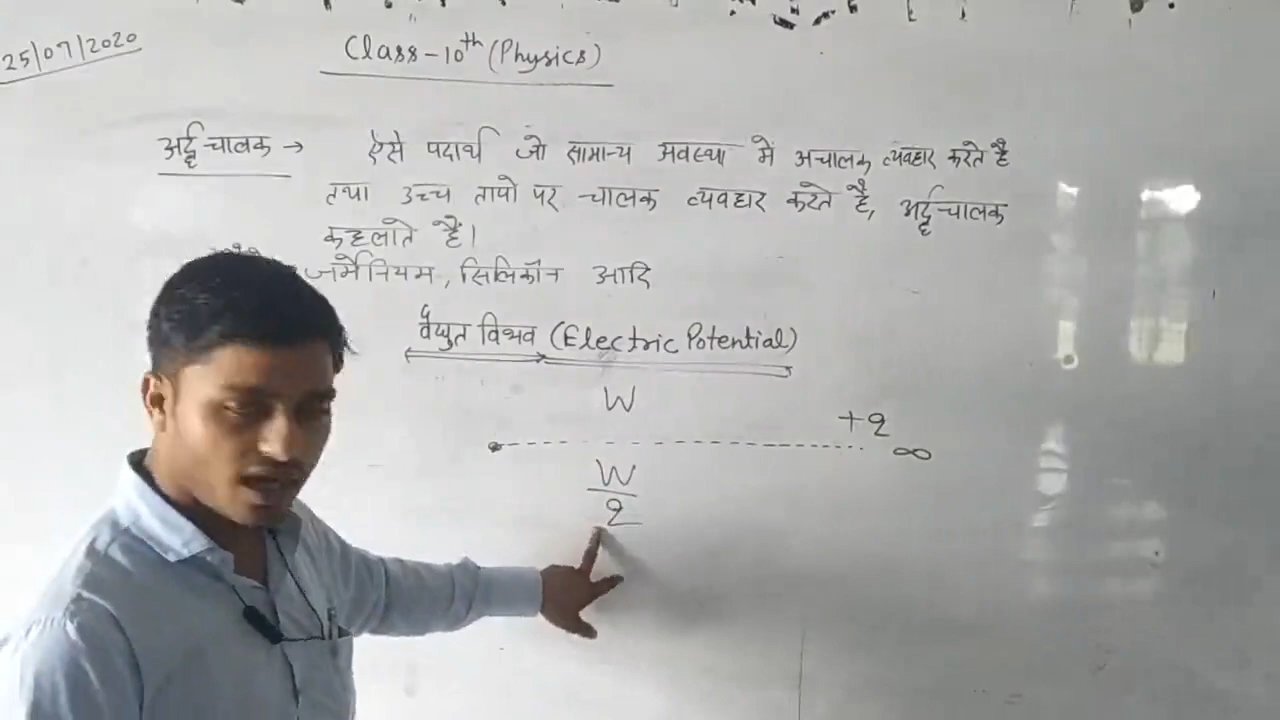 25/07/2020
Class-10th (Physics)
अर्द्धचालक → ऐसे पदार्थ जो सामान्य अवस्था में अचालक व्यवहार करते है
तथा उच्च तापो पर चालक व्यवहार करते है, अर्द्धचालक
कहलाते हैं।
जर्मेनियम, सिलिकॉन आदि
वैद्युत विभव (Electric Potential)
W
+q
∞
W
q